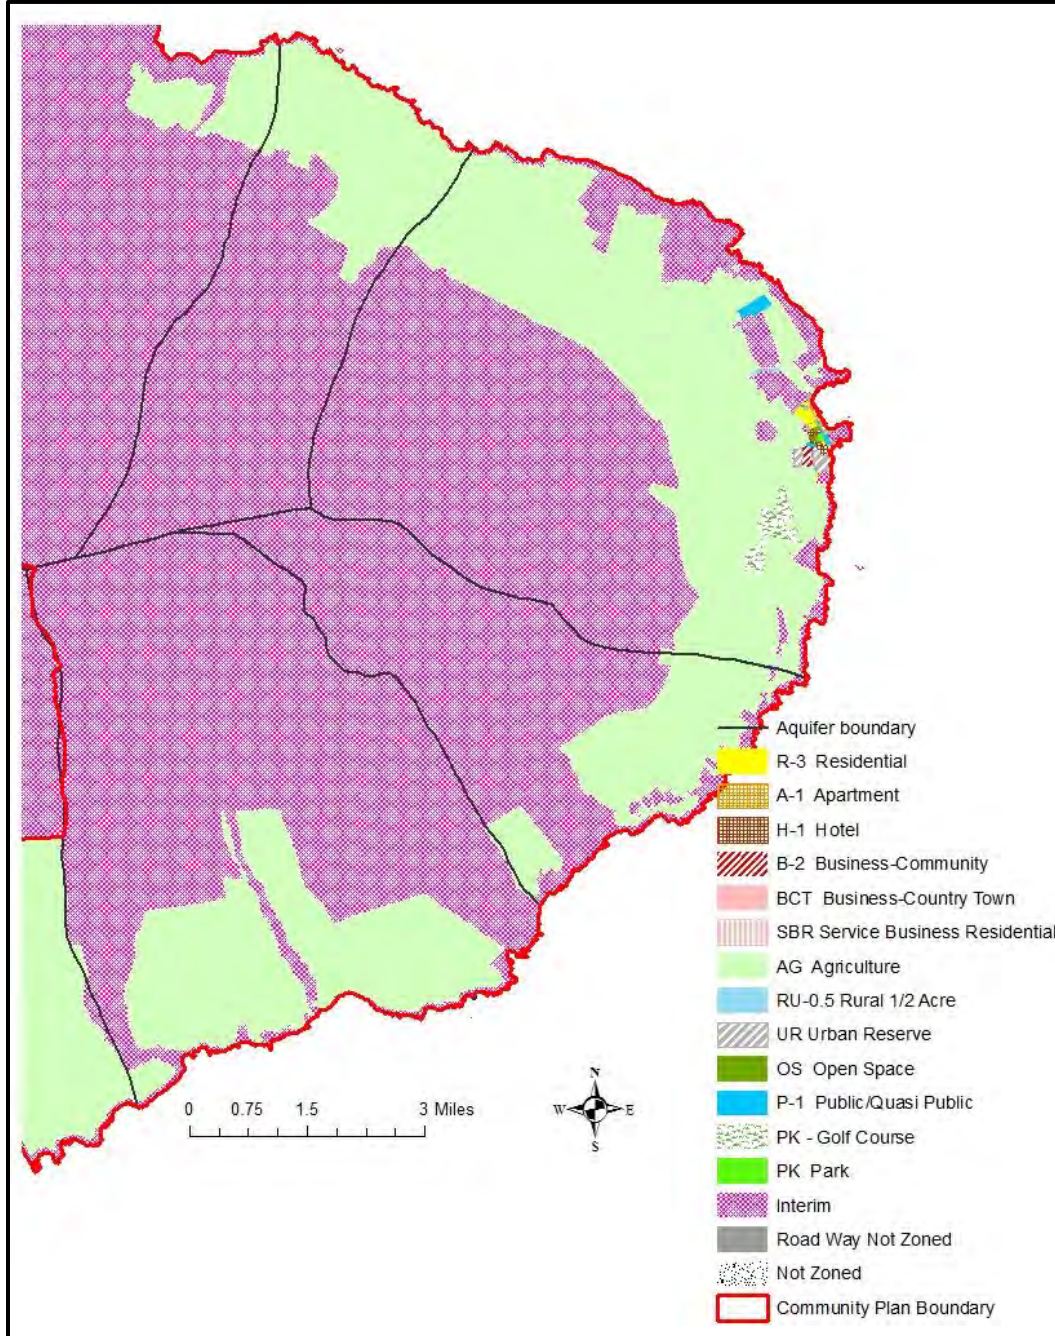 Aquifer boundary
R-3 Residential
A-1 Apartment
H-1 Hotel
B-2 Business-Community
BCT Business-Country Town
SBR Service Business Residential
AG Agriculture
RU-0.5 Rural 1/2 Acre
UR Urban Reserve
OS Open Space
P-1 Public/Quasi Public
PK - Golf Course
PK Park
Interim
Road Way Not Zoned
Not Zoned
Community Plan Boundary
0 0.75 1.5 3 Miles
N
W E
S